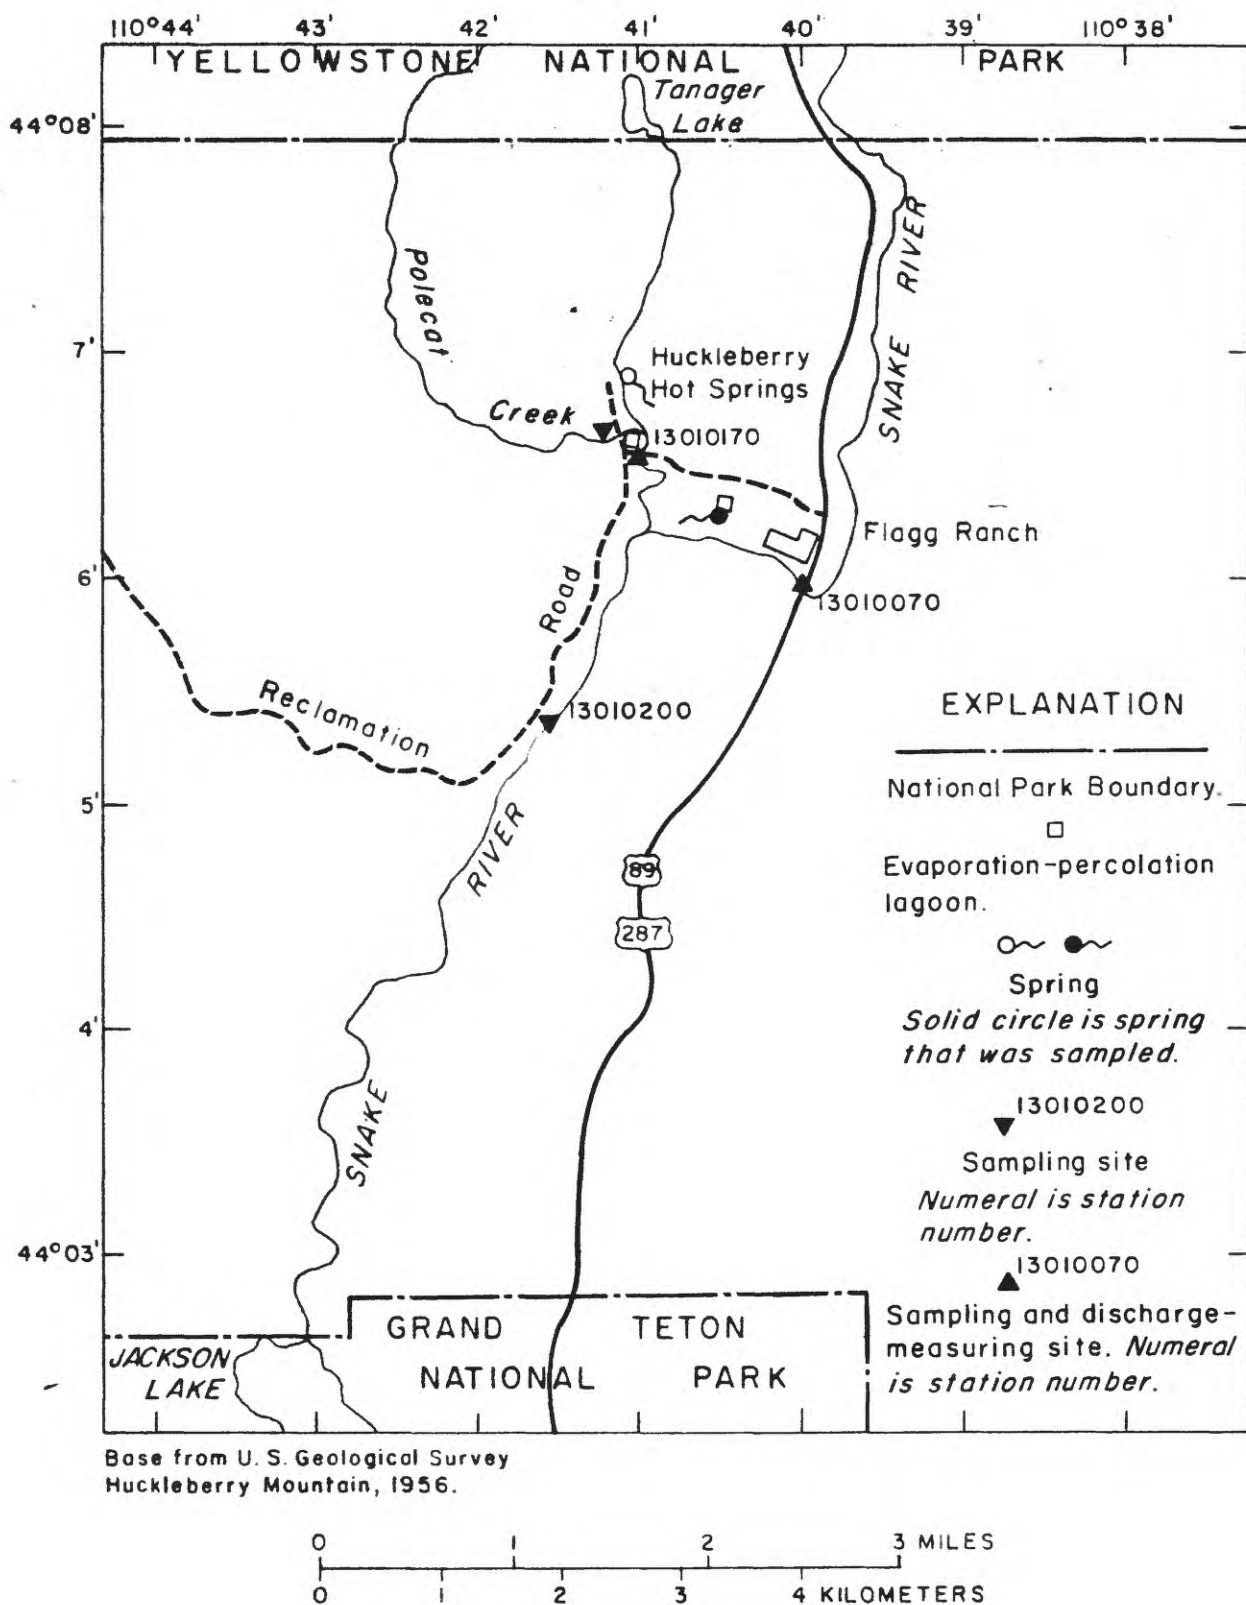 110°44' 43' 42' 41' 40' 39' 110°38'
YELLOWSTONE NATIONAL PARK
Tanager
Lake
44°08'
SNAKE RIVER
Polecat
7'
Huckleberry
Hot Springs
Creek
13010170
Flagg Ranch
6'
13010070
Road
Reclamation
13010200
EXPLANATION
National Park Boundary.
5'
RIVER
Evaporation-percolation
lagoon.
89
287
Spring
Solid circle is spring
that was sampled.
4'
SNAKE
13010200
Sampling site
Numeral is station
number.
44°03'
13010070
Sampling and discharge-
measuring site. Numeral
is station number.
GRAND TETON
NATIONAL PARK
JACKSON
LAKE
Base from U. S. Geological Survey
Huckleberry Mountain, 1956.
0 1 2 3 MILES
0 1 2 3 4 KILOMETERS